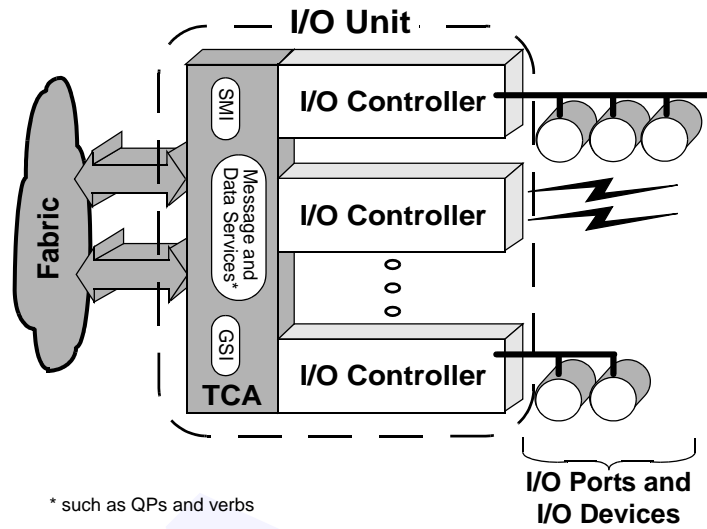 I/O Unit
SMI
I/O Controller
Message and
Data Services*
I/O Controller
Fabric
GSI
I/O Controller
TCA
I/O Ports and
I/O Devices
* such as QPs and verbs